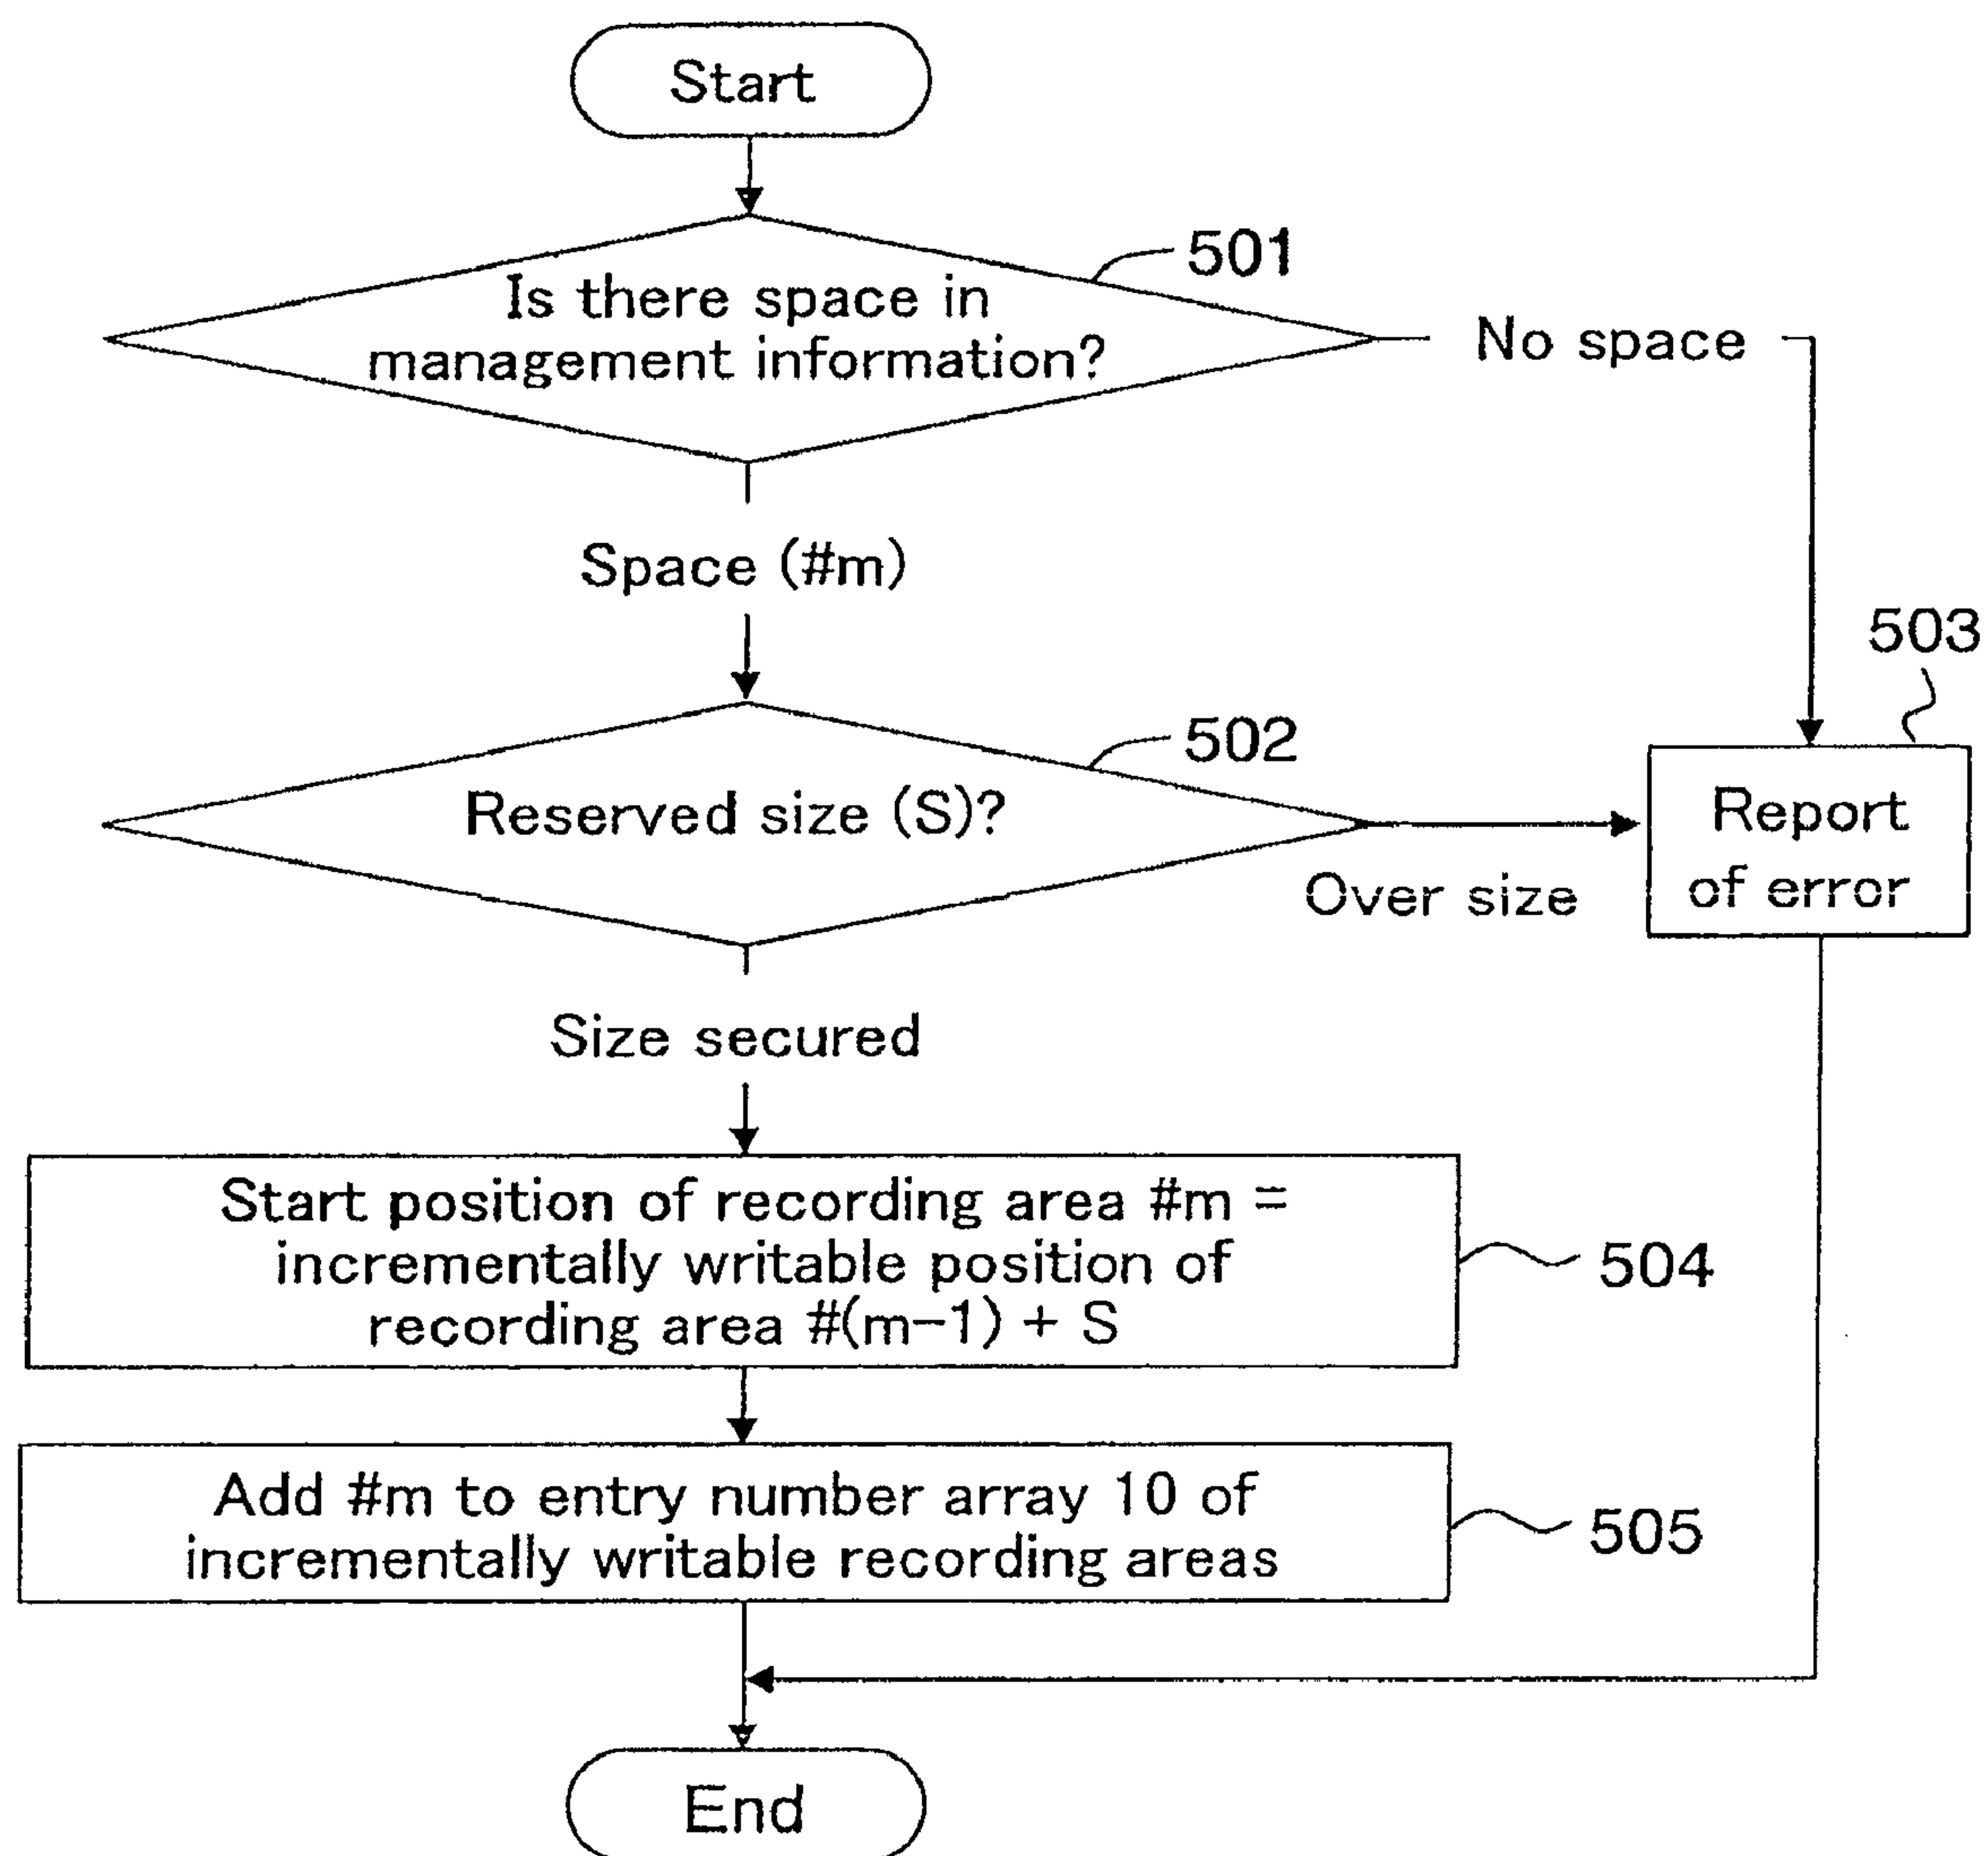 Start
501
Is there space in
management information?
No space
Space (#m)
503
502
Reserved size (S)?
Report
of error
Over size
Size secured
Start position of recording area #m =
incrementally writable position of
recording area #(m-1) + S
504
Add #m to entry number array 10 of
incrementally writable recording areas
505
End